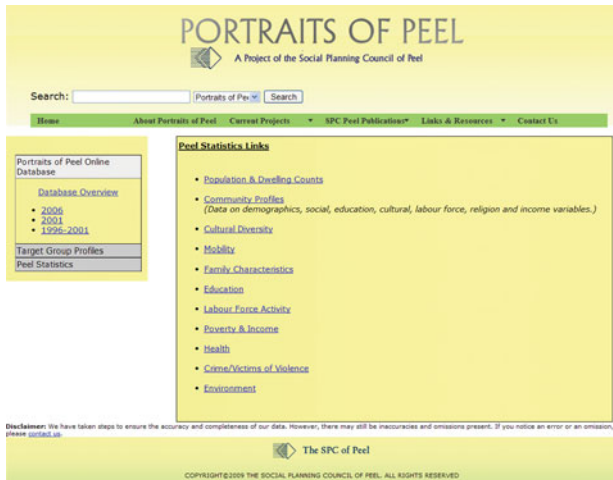 PORTRAITS OF PEEL
A Project of the Social Planning Council of Peel
Search:
Portraits of Pe
Search
Home About Portraits of Peel Current Projects SPC Peel Publications Links & Resources Contact Us
Portraits of Peel Online
Database
Database Overview
• 2006
• 2001
• 1996-2001
Target Group Profiles
Peel Statistics
Peel Statistics Links
• Population & Dwelling Counts
• Community Profiles
(Data on demographics, social, education, cultural, labour force, religion and income variables.)
• Cultural Diversity
• Mobility
• Family Characteristics
• Education
• Labour Force Activity
• Poverty & Income
• Health
• Crime/Victims of Violence
• Environment
Disclaimer: We have taken steps to ensure the accuracy and completeness of our data. However, there may still be inaccuracies and omissions present. If you notice an error or an omission,
please contact us.
The SPC of Peel
COPYRIGHT©2009 THE SOCIAL PLANNING COUNCIL OF PEEL. ALL RIGHTS RESERVED